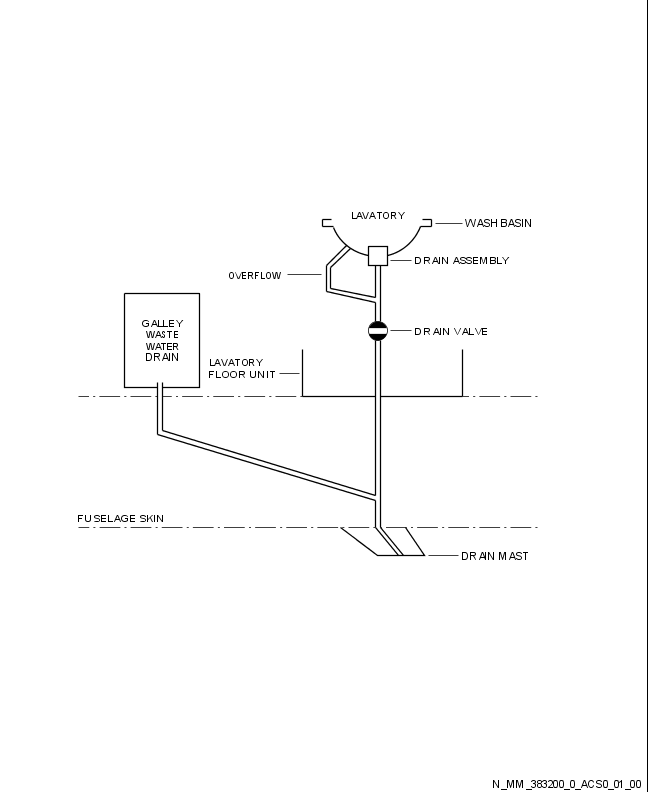 LAVATORY
WASH BASIN
DRAIN ASSEMBLY
OVERFLOW
GALLEY
WASTE
WATER
DRAIN
DRAIN VALVE
LAVATORY
FLOOR UNIT
FUSELAGE SKIN
DRAIN MAST
N_MM_383200_0_ACS0_01_00